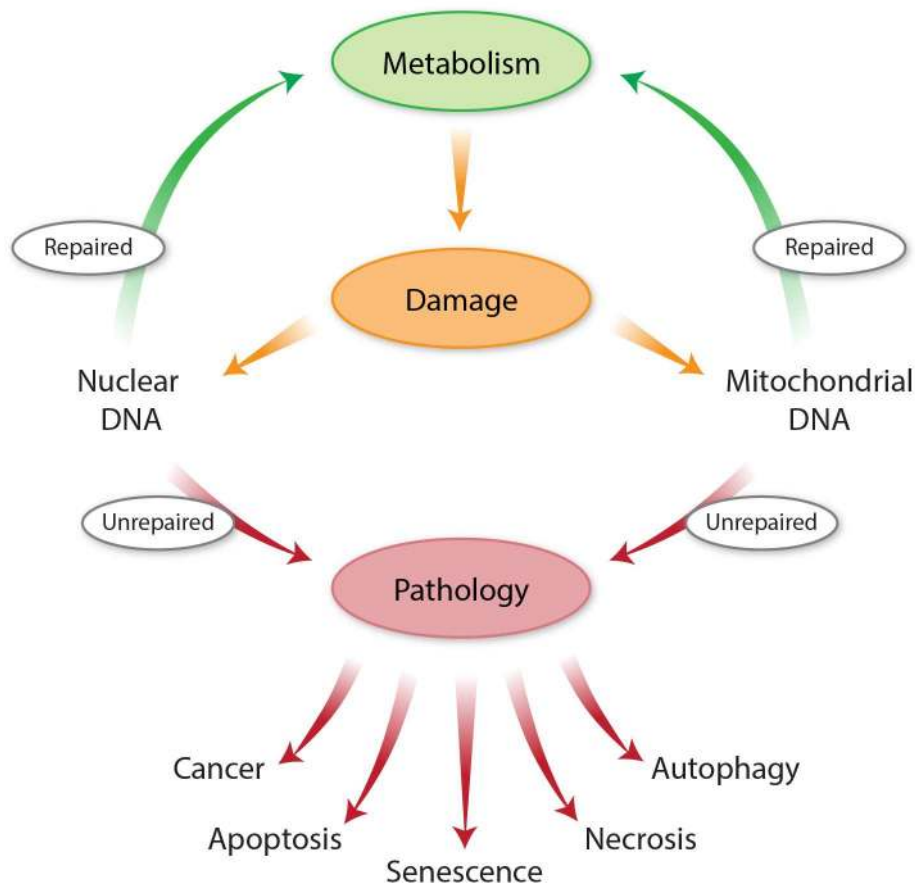 Metabolism
Repaired
Repaired
Damage
Nuclear
DNA
Mitochondrial
DNA
Unrepaired
Unrepaired
Pathology
Cancer
Autophagy
Apoptosis
Necrosis
Senescence